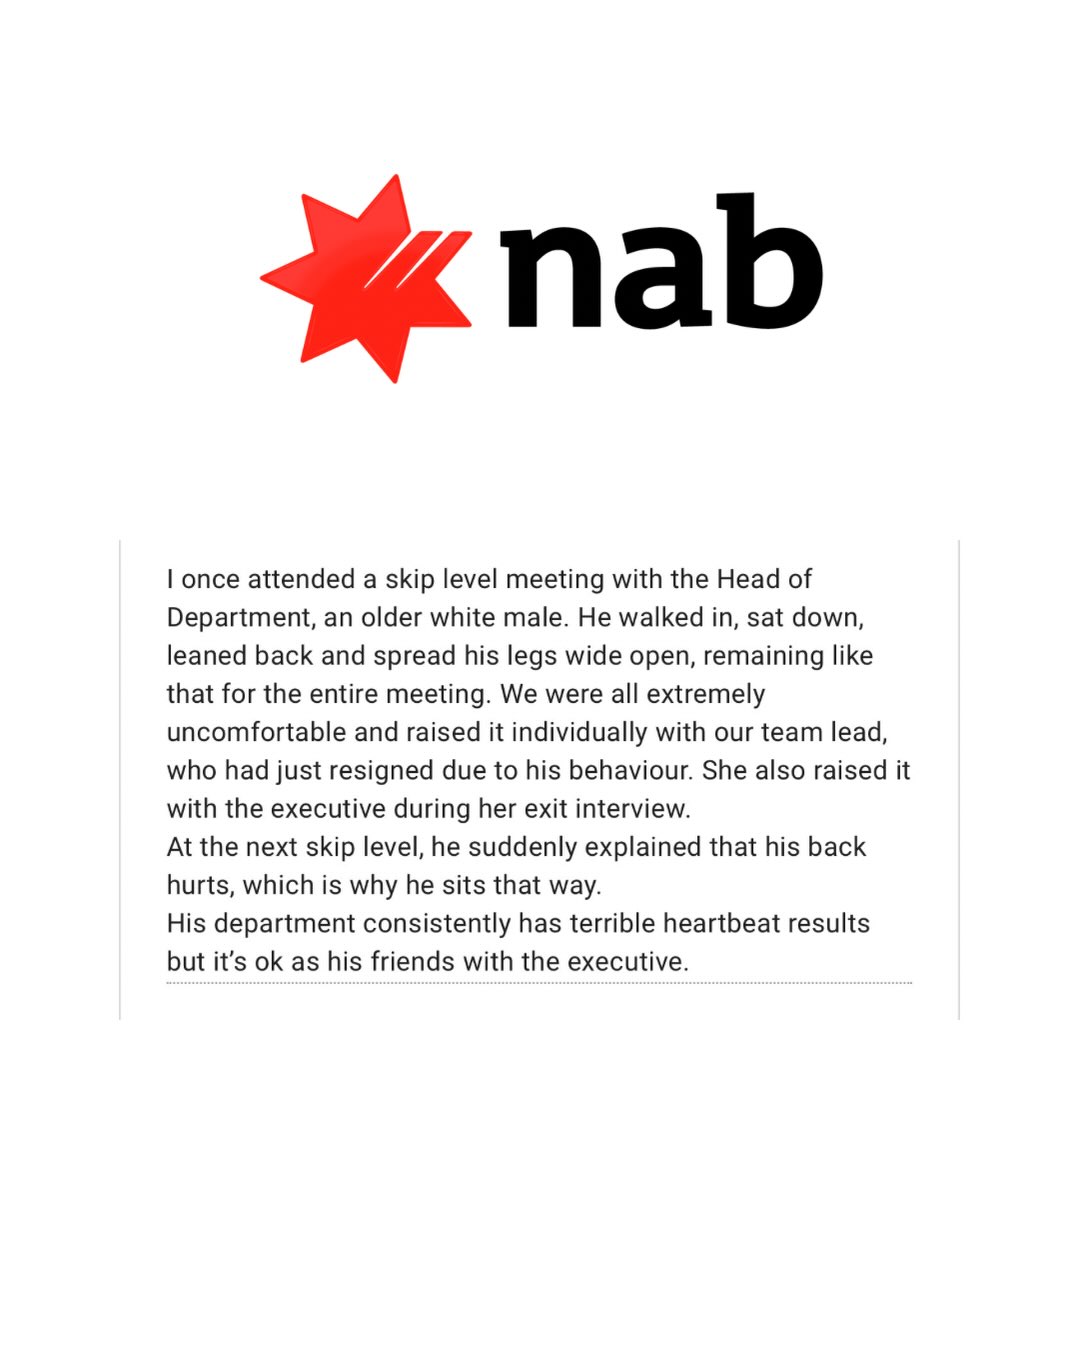 nab
I once attended a skip level meeting with the Head of
Department, an older white male. He walked in, sat down,
leaned back and spread his legs wide open, remaining like
that for the entire meeting. We were all extremely
uncomfortable and raised it individually with our team lead,
who had just resigned due to his behaviour. She also raised it
with the executive during her exit interview.
At the next skip level, he suddenly explained that his back
hurts, which is why he sits that way.
His department consistently has terrible heartbeat results
but it’s ok as his friends with the executive.